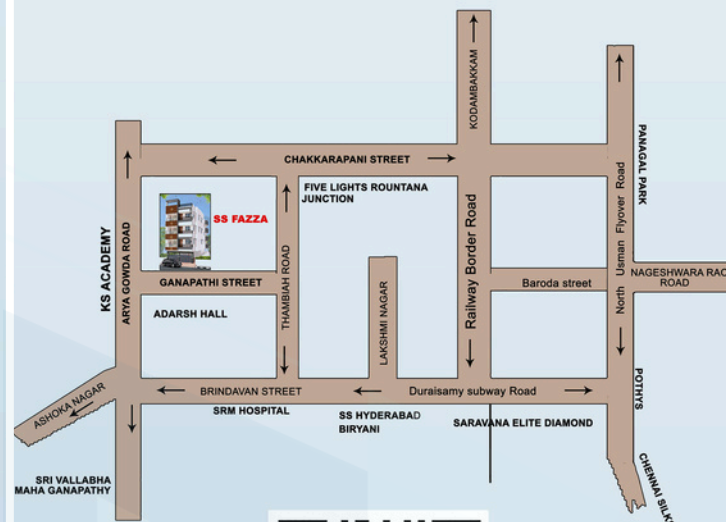 KODAMBAKKAM
CHAKKARAPANI STREET
PANAGAL PARK
FIVE LIGHTS ROUNTANA
JUNCTION
SS FAZZA
KS ACADEMY
ARYA GOWDA ROAD
THAMBIAH ROAD
Railway Border Road
North Usman Flyover Road
NAGESHWARA RAO
ROAD
GANAPATHI STREET
Baroda street
ADARSH HALL
LAKSHMI NAGAR
ASHOKA NAGAR
BRINDAVAN STREET
Duraisamy subway Road
POTHYS
SRM HOSPITAL
SS HYDERABAD
BIRYANI
SARAVANA ELITE DIAMOND
SRI VALLABHA
MAHA GANAPATHY